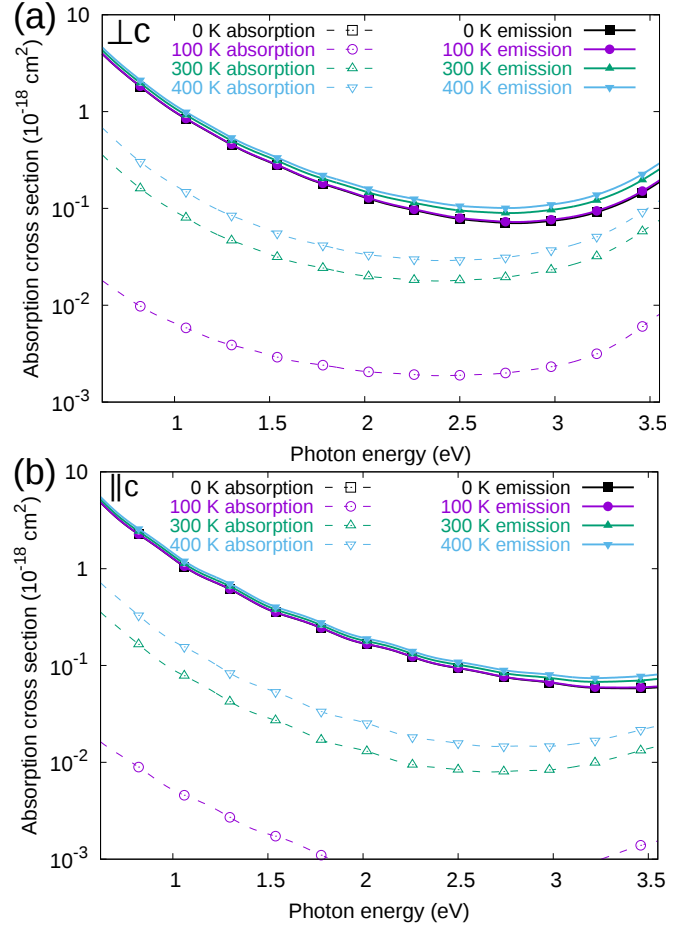 (a)
⊥c
0 K absorption 0 K emission
100 K absorption 100 K emission
300 K absorption 300 K emission
400 K absorption 400 K emission
10
1
10⁻¹
10⁻²
10⁻³
Absorption cross section (10⁻¹⁸ cm²)
1 1.5 2 2.5 3 3.5
Photon energy (eV)
(b)
∥c
0 K absorption 0 K emission
100 K absorption 100 K emission
300 K absorption 300 K emission
400 K absorption 400 K emission
10
1
10⁻¹
10⁻²
10⁻³
Absorption cross section (10⁻¹⁸ cm²)
1 1.5 2 2.5 3 3.5
Photon energy (eV)